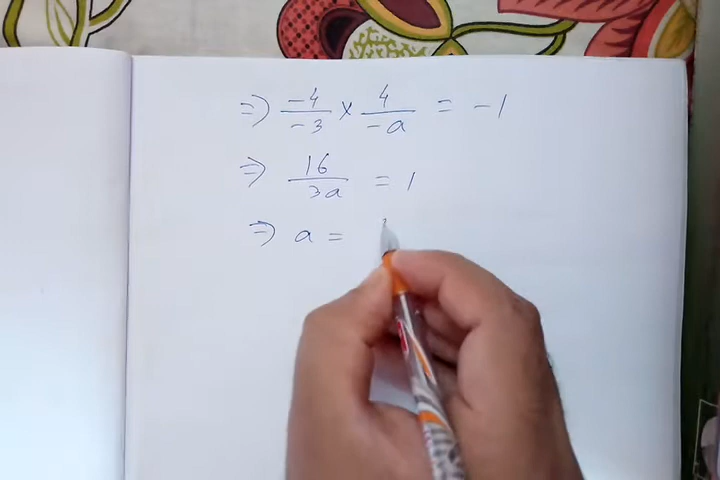 ⇒ -4/-3 × 4/-a = -1
⇒ 16/3a = 1
⇒ a =